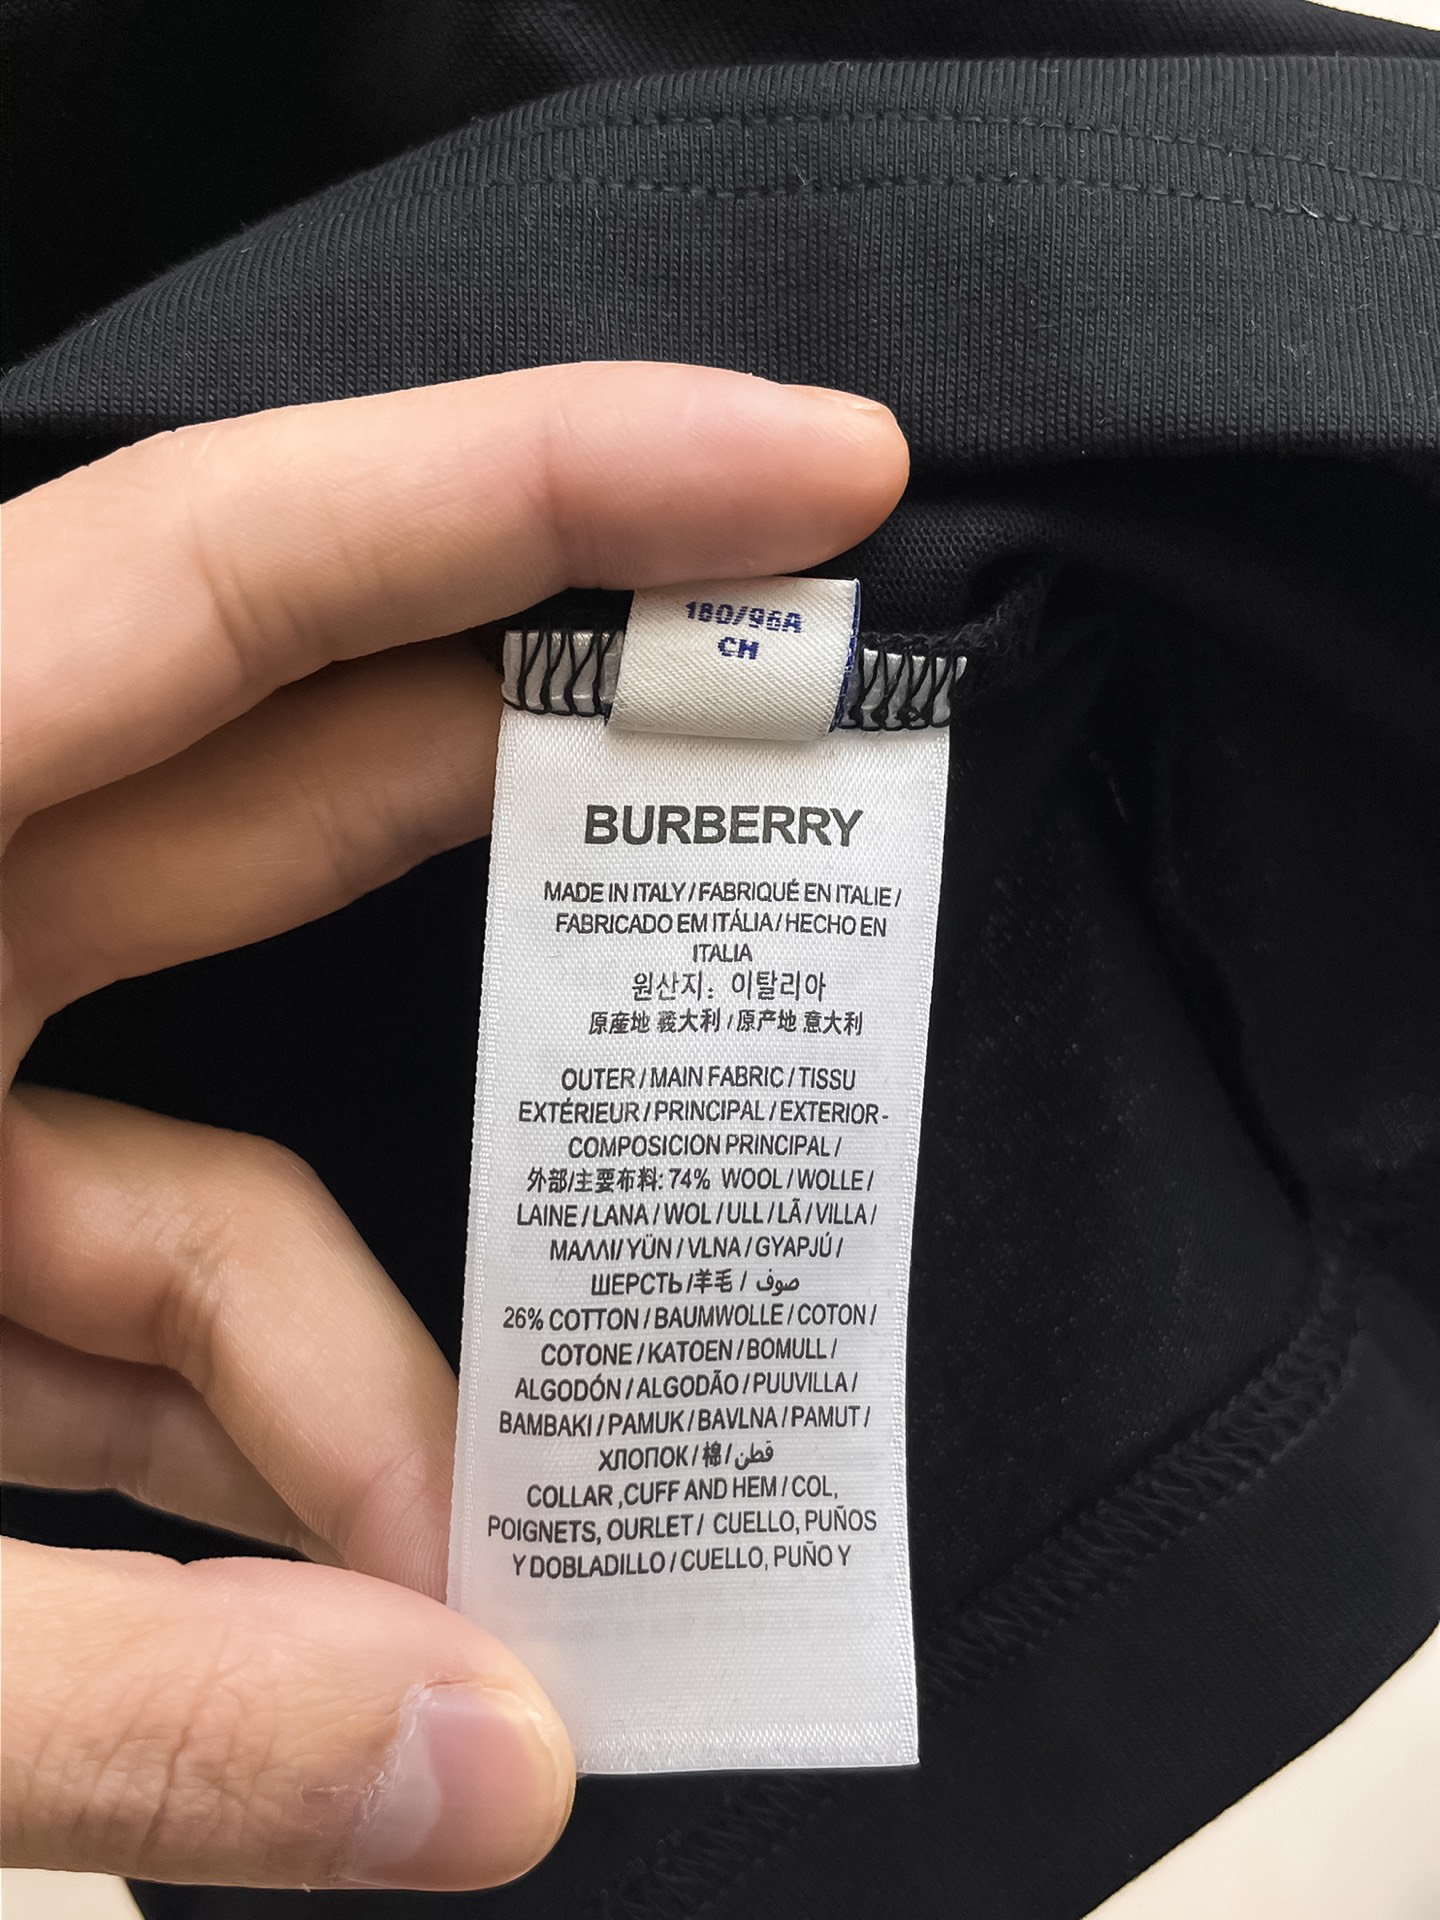 180/96A
CH
BURBERRY
MADE IN ITALY / FABRIQUÉ EN ITALIE /
FABRICADO EM ITÁLIA / HECHO EN
ITALIA
원산지: 이탈리아
原産地 義大利 / 原产地 意大利
OUTER / MAIN FABRIC / TISSU
EXTÉRIEUR / PRINCIPAL / EXTERIOR-
COMPOSICION PRINCIPAL /
外部/主要布料: 74% WOOL / WOLLE /
LAINE / LANA / WOL / ULL / LÃ / VILLA /
ΜΑΛΛΙ/ YÜN / VLNA / GYAPJÚ /
ШЕРСТЬ /羊毛 / صوف
26% COTTON / BAUMWOLLE / COTON /
COTONE / KATOEN / BOMULL /
ALGODÓN / ALGODÃO / PUUVILLA /
BAMBAKI / PAMUK / BAVLNA / PAMUT /
ХЛОПОК / 棉 / قطن
COLLAR ,CUFF AND HEM / COL,
POIGNETS, OURLET / CUELLO, PUÑOS
Y DOBLADILLO / CUELLO, PUÑO Y